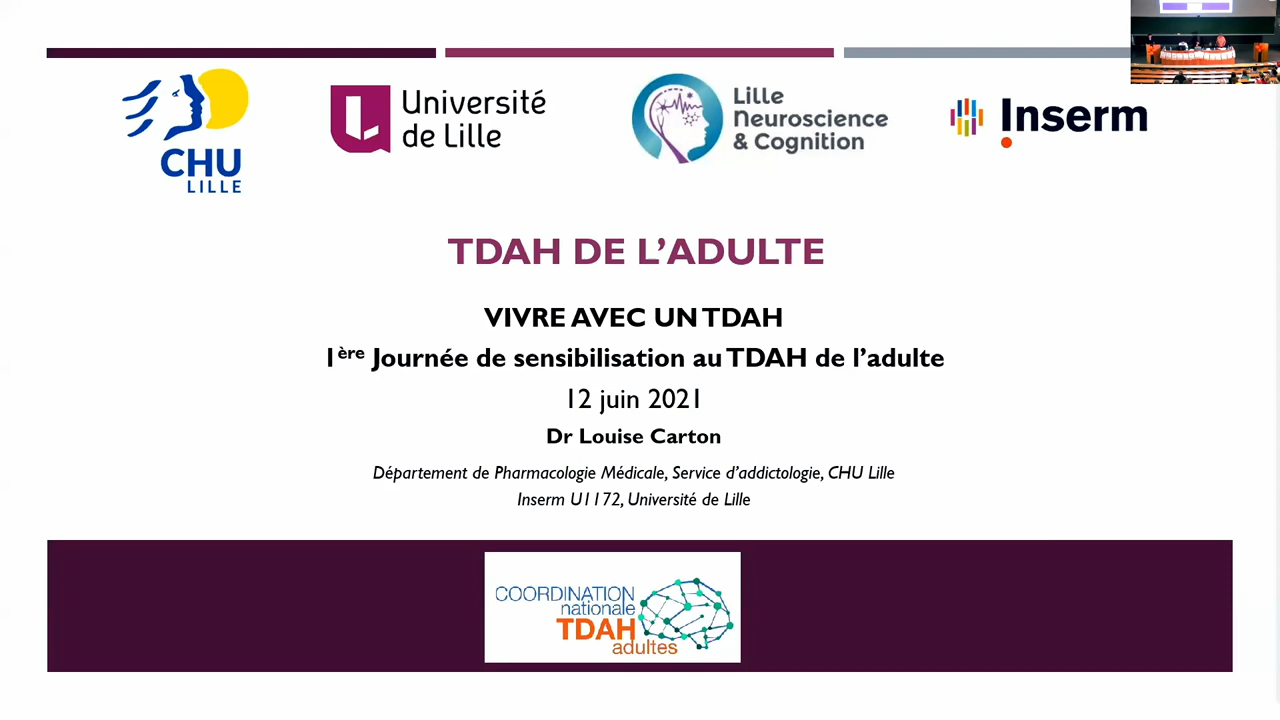 CHU
LILLE
Université
de Lille
Lille
Neuroscience
& Cognition
Inserm
TDAH DE L’ADULTE
VIVRE AVEC UN TDAH
1ère Journée de sensibilisation au TDAH de l’adulte
12 juin 2021
Dr Louise Carton
Département de Pharmacologie Médicale, Service d’addictologie, CHU Lille
Inserm U1172, Université de Lille
COORDINATION
nationale
TDAH
adultes